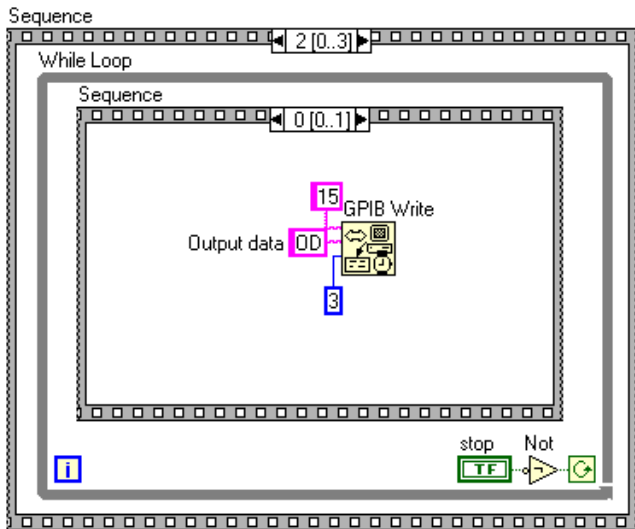 Sequence
2 [0..3]
While Loop
Sequence
0 [0..1]
15
GPIB Write
Output data OD
3
stop Not
i TF